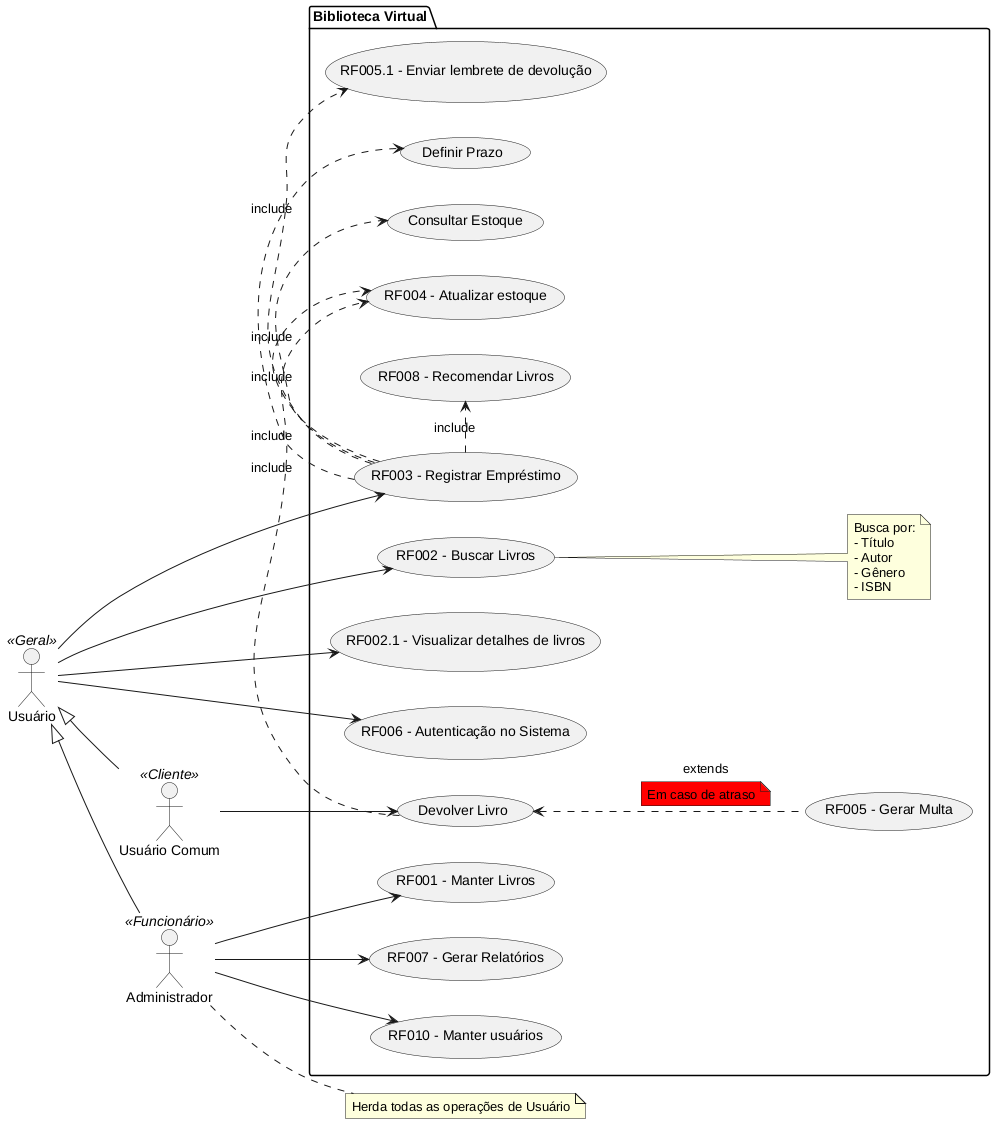 Biblioteca Virtual
RF005.1 - Enviar lembrete de devolução
Definir Prazo
include
Consultar Estoque
RF004 - Atualizar estoque
include
include
RF008 - Recomendar Livros
include
include
include
RF003 - Registrar Empréstimo
RF002 - Buscar Livros
Busca por:
- Título
- Autor
- Gênero
- ISBN
RF002.1 - Visualizar detalhes de livros
«Geral»
Usuário
RF006 - Autenticação no Sistema
«Cliente»
Usuário Comum
Devolver Livro
extends
Em caso de atraso
RF005 - Gerar Multa
RF001 - Manter Livros
«Funcionário»
Administrador
RF007 - Gerar Relatórios
RF010 - Manter usuários
Herda todas as operações de Usuário